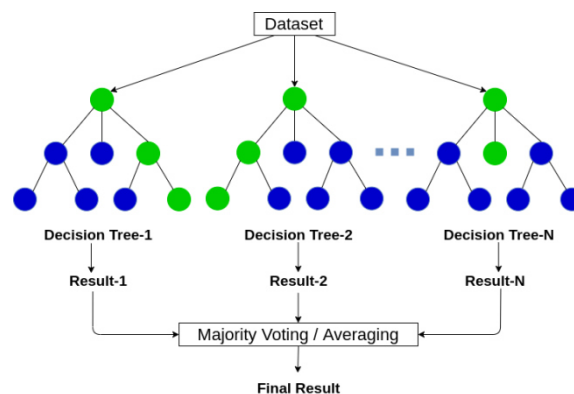 Dataset
Decision Tree-1
Decision Tree-2
Decision Tree-N
Result-1
Result-2
Result-N
Majority Voting / Averaging
Final Result